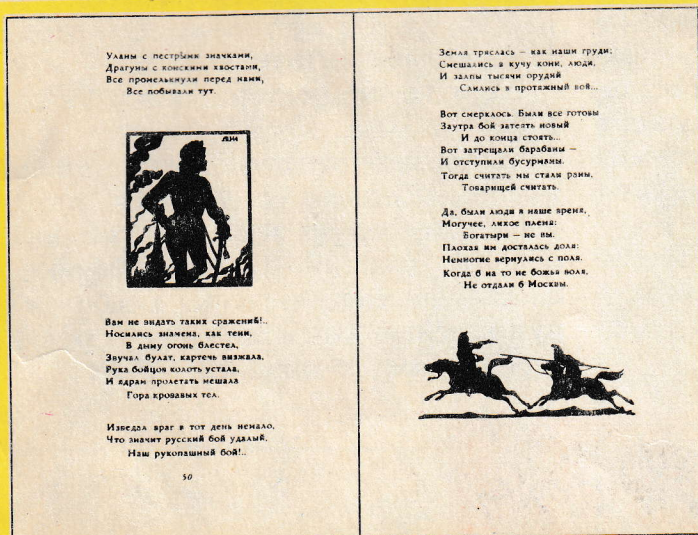 Уланы с пестрыми значками,
Драгуны с конскими хвостами,
Все промелькнули перед нами,
Все побывали тут.
Вам не видать таких сражений!..
Носились знамена, как тени,
В дыму огонь блестел,
Звучал булат, картечь визжала,
Рука бойцов колоть устала,
И ядрам пролетать мешала
Гора кровавых тел.
Изведал враг в тот день немало,
Что значит русский бой удалый,
Наш рукопашный бой!..
50
Земля тряслась – как наши груди;
Смешались в кучу кони, люди,
И залпы тысячи орудий
Слились в протяжный вой...
Вот смерклось. Были все готовы
Заутра бой затеять новый
И до конца стоять...
Вот затрещали барабаны –
И отступили бусурманы.
Тогда считать мы стали раны,
Товарищей считать.
Да, были люди в наше время,
Могучее, лихое племя:
Богатыри – не вы.
Плохая им досталась доля:
Немногие вернулись с поля.
Когда б на то не божья воля,
Не отдали б Москвы.